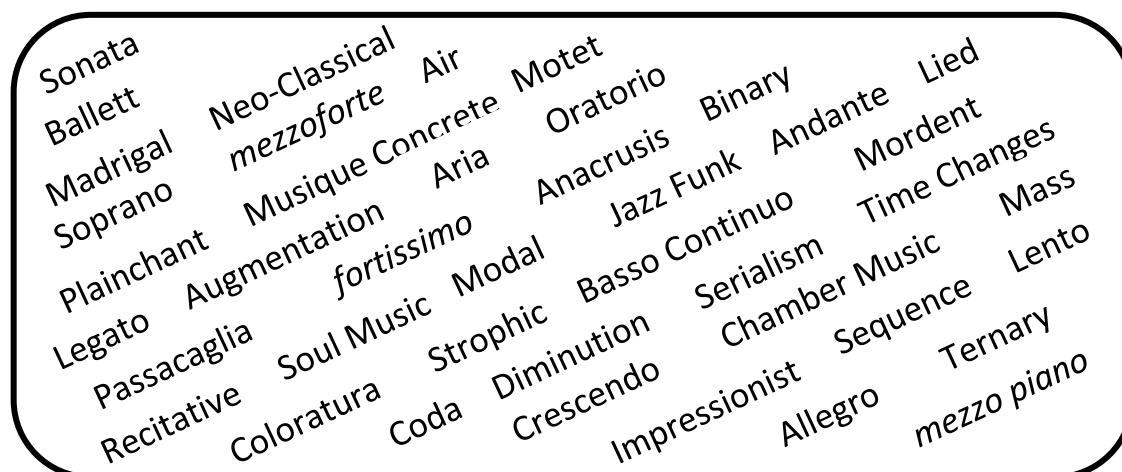 Sonata
Ballett
Neo-Classical
Air
Motet
Lied
Madrigal
mezzoforte
Oratorio
Binary
Andante
Soprano
Musique Concrete
Aria
Anacrusis
Mordent
Plainchant
Augmentation
Jazz Funk
Time Changes
Legato
fortissimo
Modal
Basso Continuo
Mass
Passacaglia
Soul Music
Strophic
Serialism
Chamber Music
Lento
Recitative
Coloratura
Diminution
Sequence
Coda
Crescendo
Ternary
Impressionist
Allegro
mezzo piano